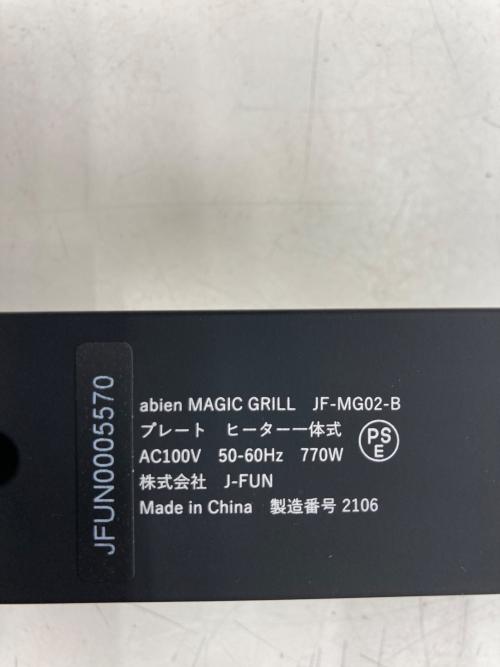 JFUN0005570
abien MAGIC GRILL JF-MG02-B
プレート ヒーター一体式
AC100V 50-60Hz 770W
PS
E
株式会社 J-FUN
Made in China 製造番号 2106